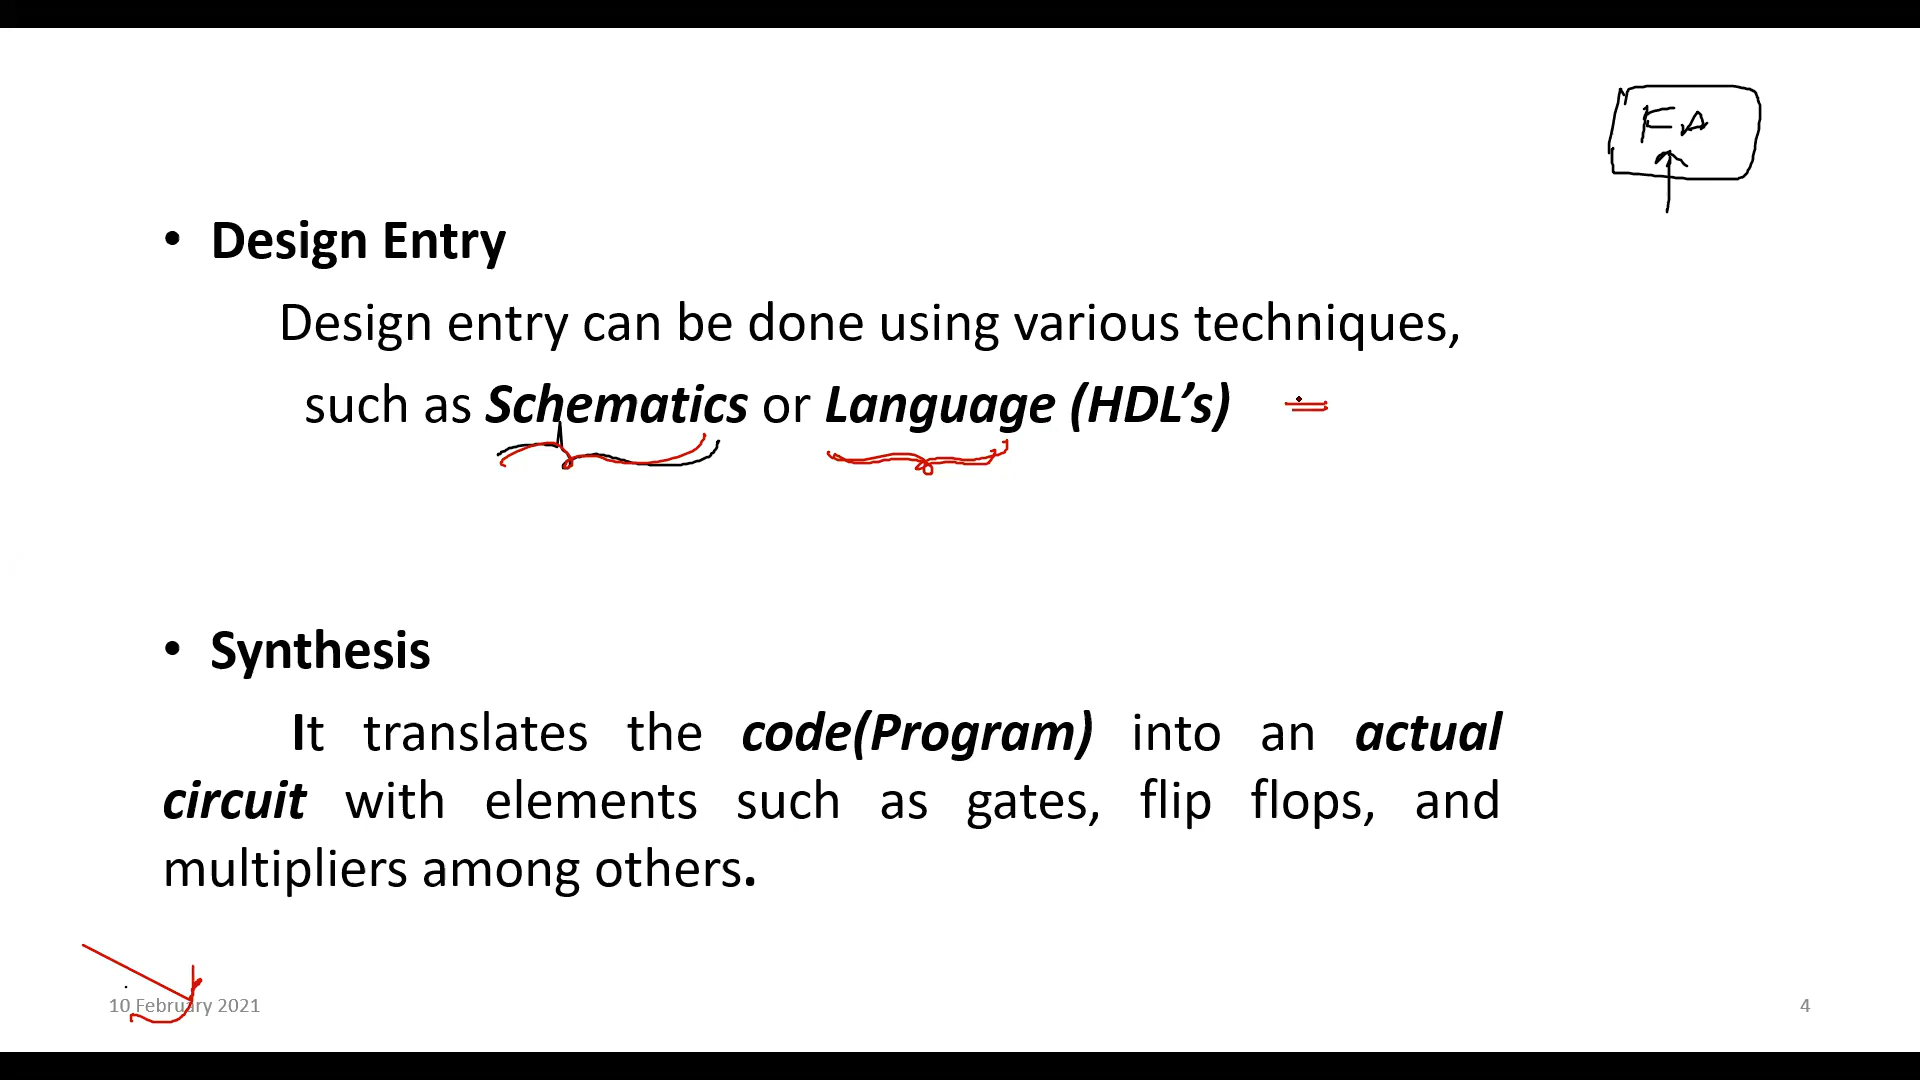 FA
• Design Entry
Design entry can be done using various techniques,
such as Schematics or Language (HDL’s)
• Synthesis
It translates the code(Program) into an actual
circuit with elements such as gates, flip flops, and
multipliers among others.
10 February 2021
4